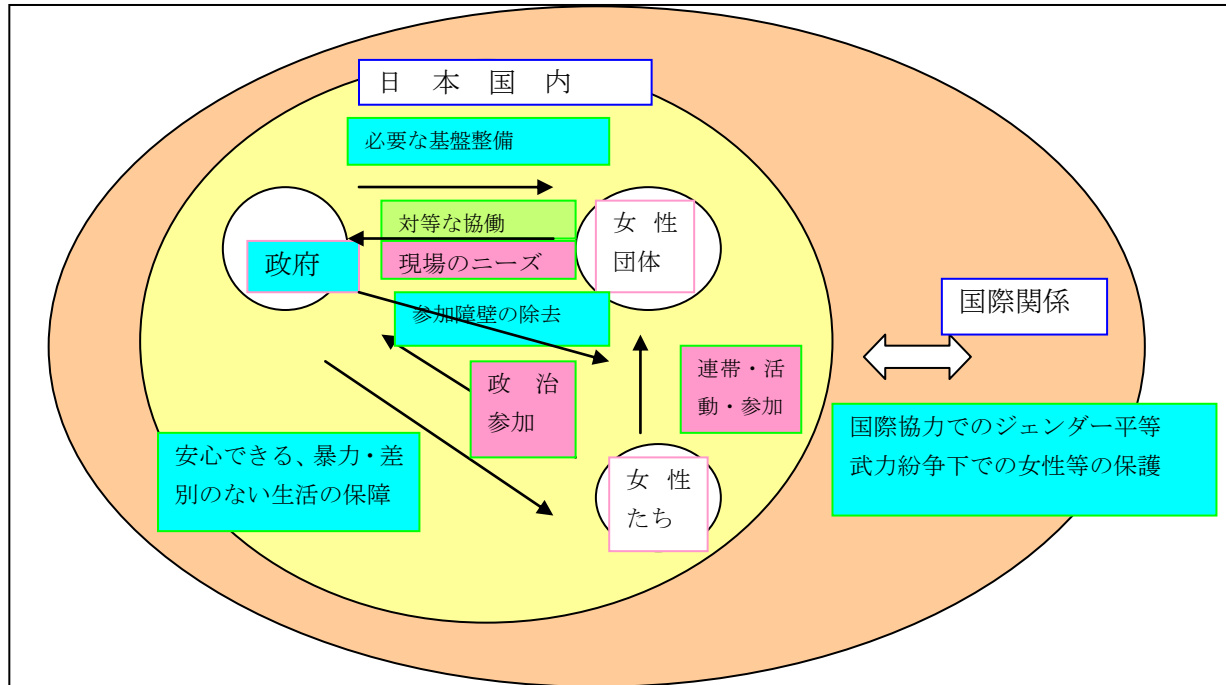 日 本 国 内
必要な基盤整備
対等な協働
現場のニーズ
政府
女 性
団体
参加障壁の除去
政 治
参加
連帯・活
動・参加
安心できる、暴力・差
別のない生活の保障
女 性
たち
国際関係
国際協力でのジェンダー平等
武力紛争下での女性等の保護